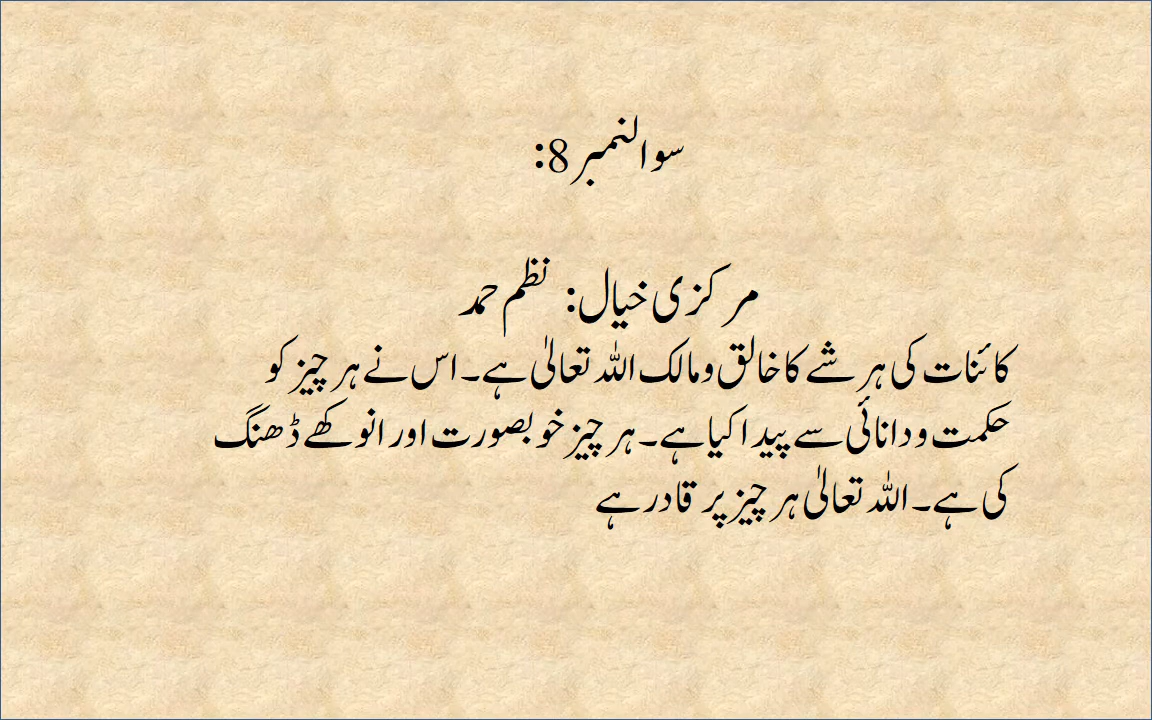 سوالنمبر 8:
مرکزی خیال: نظم حمد
کائنات کی ہر شے کا خالق و مالک اللہ تعالیٰ ہے۔ اس نے ہر چیز کو
حکمت و دانائی سے پیدا کیا ہے۔ ہر چیز خوبصورت اور انوکھے ڈھنگ
کی ہے۔ اللہ تعالیٰ ہر چیز پر قادر ہے